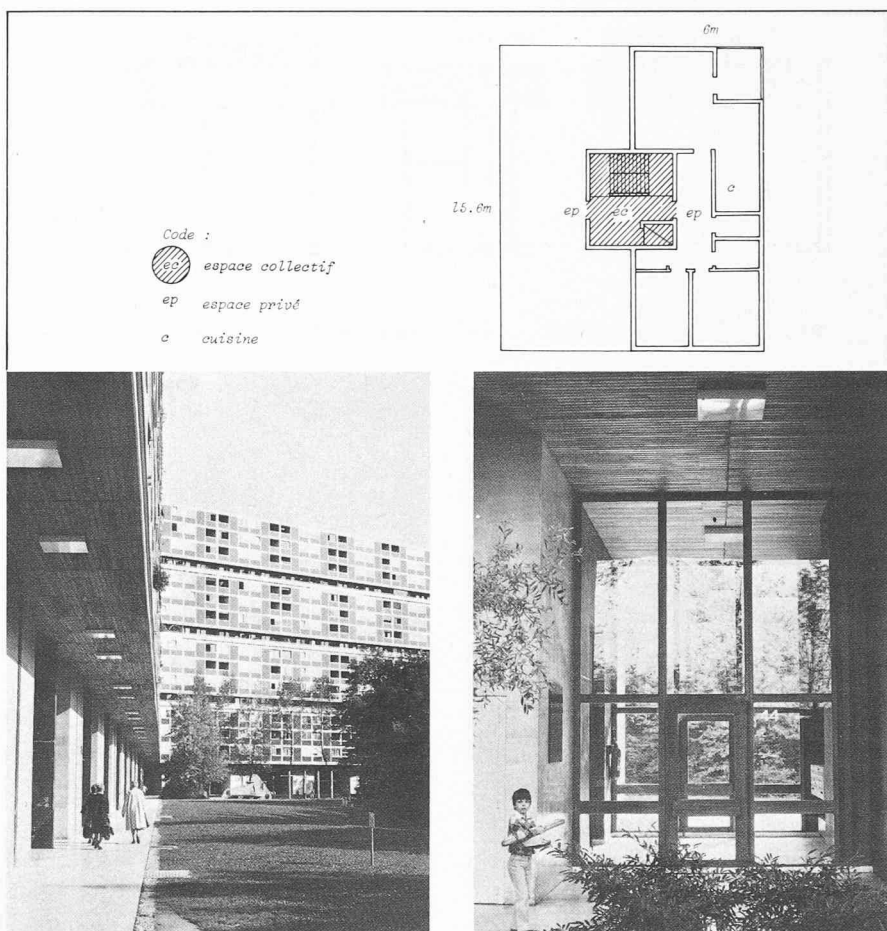 6m
15.6m
ep ec ep
c
Code :
ec espace collectif
ep espace privé
c cuisine